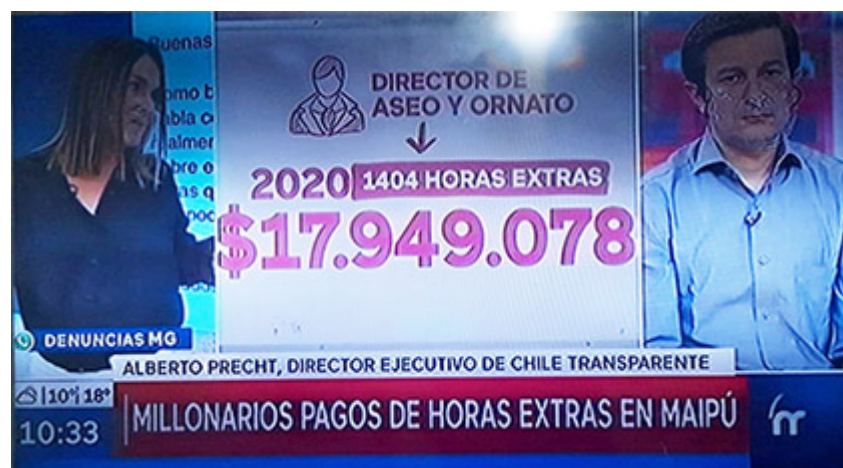 Buenas
DIRECTOR DE
ASEO Y ORNATO
2020 1404 HORAS EXTRAS
$17.949.078
DENUNCIAS MG
ALBERTO PRECHT, DIRECTOR EJECUTIVO DE CHILE TRANSPARENTE
10° 18°
10:33
MILLONARIOS PAGOS DE HORAS EXTRAS EN MAIPÚ